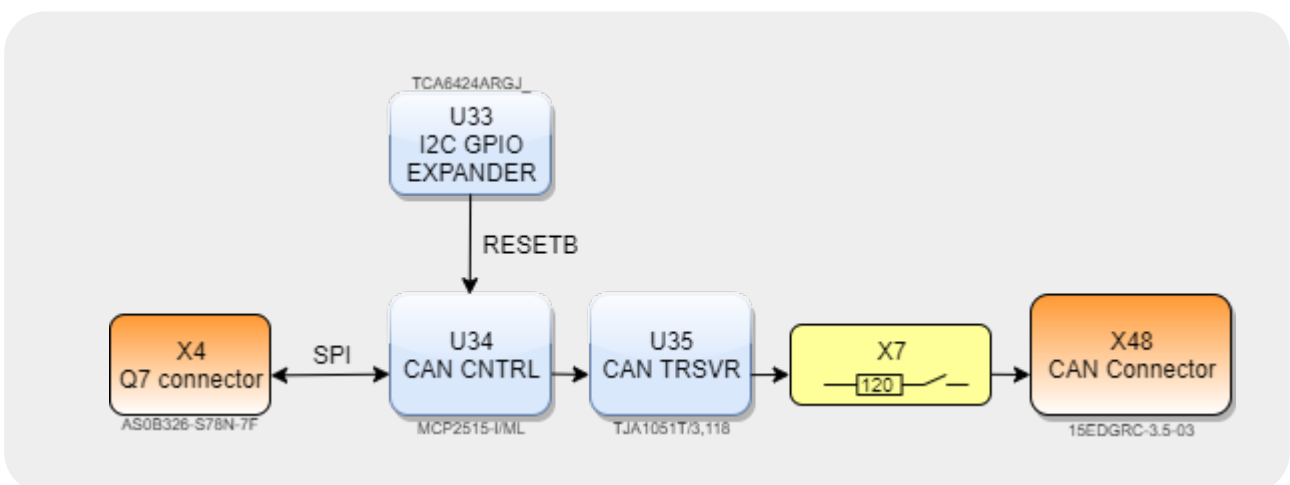 TCA6424ARGJ_
U33
I2C GPIO
EXPANDER
RESETB
X4
Q7 connector
AS0B326-S78N-7F
SPI
U34
CAN CNTRL
MCP2515-I/ML
U35
CAN TRSVR
TJA1051T/3,118
X7
120
X48
CAN Connector
15EDGRC-3.5-03